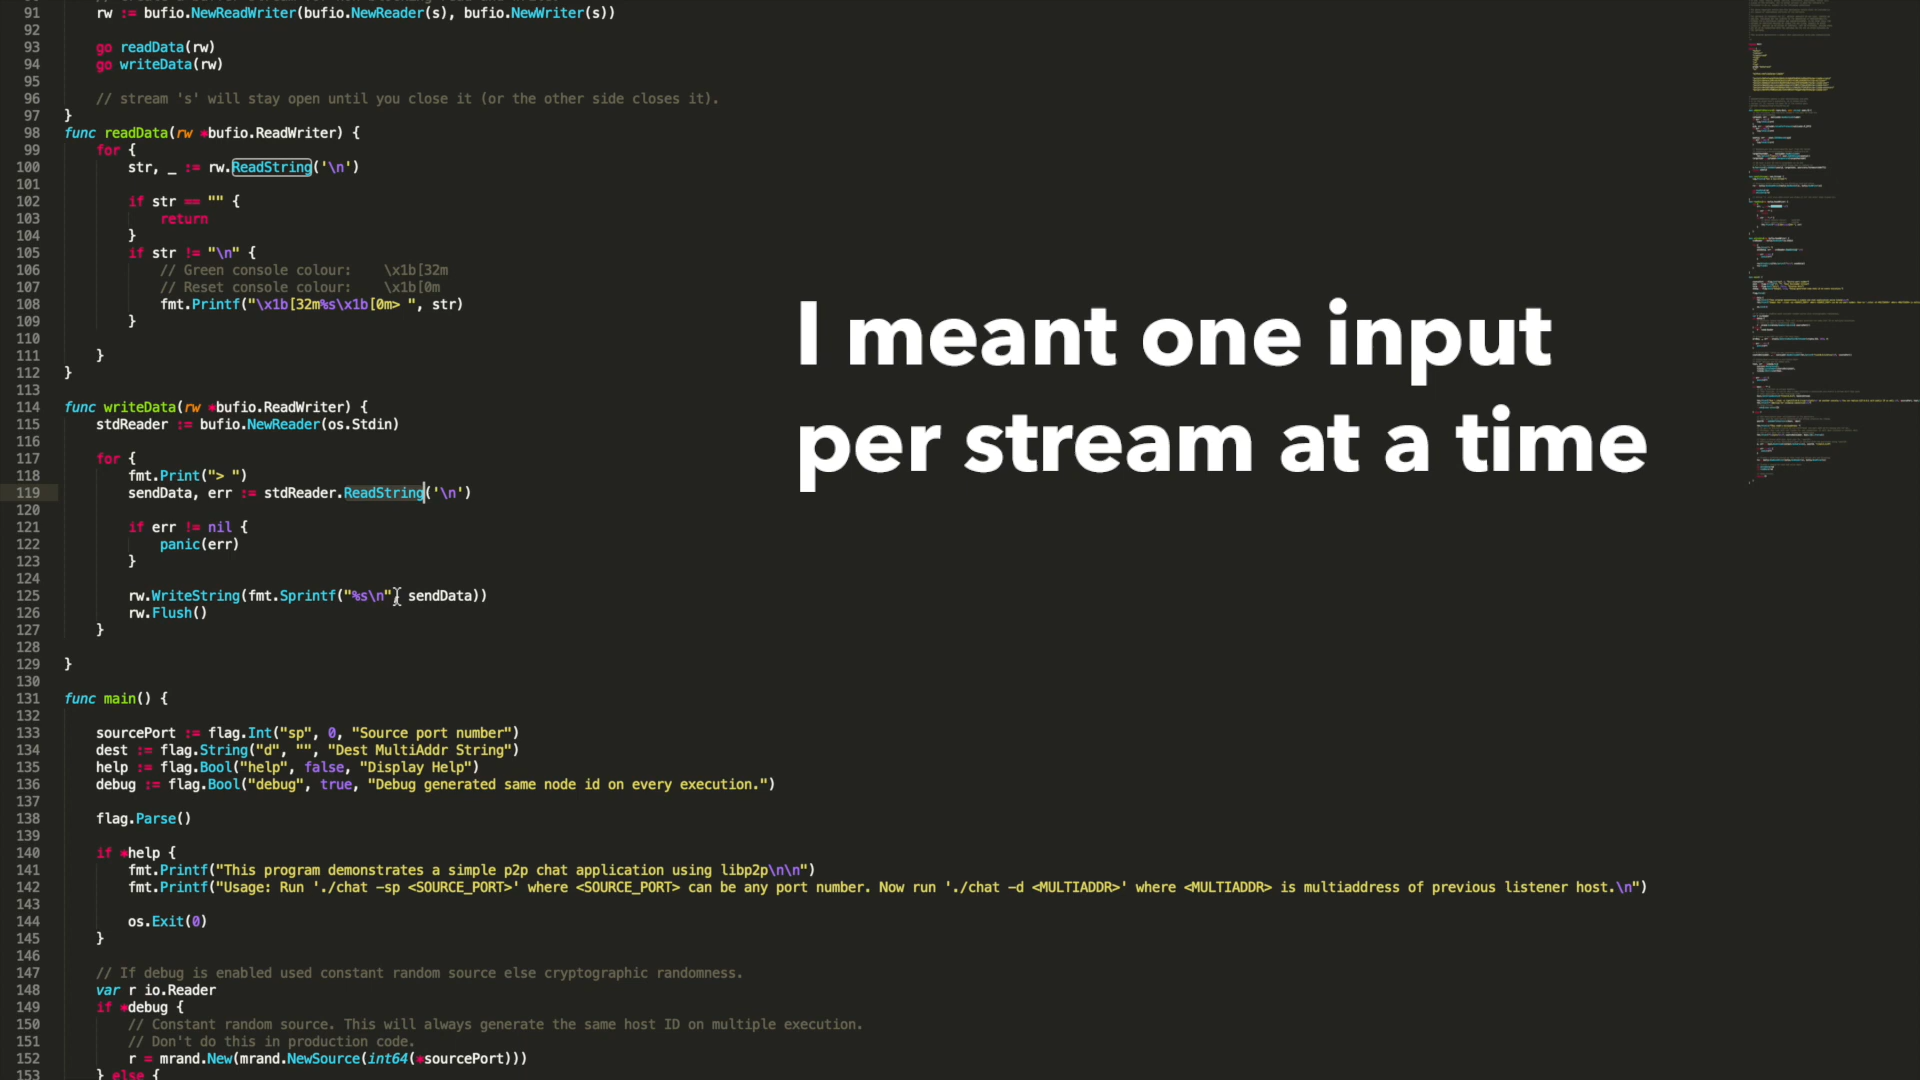 91 rw := bufio.NewReadWriter(bufio.NewReader(s), bufio.NewWriter(s))
92
93 go readData(rw)
94 go writeData(rw)
95
96 // stream 's' will stay open until you close it (or the other side closes it).
97 }
98 func readData(rw *bufio.ReadWriter) {
99 for {
100 str, _ := rw.ReadString('\n')
101
102 if str == "" {
103 return
104 }
105 if str != "\n" {
106 // Green console colour: \x1b[32m
107 // Reset console colour: \x1b[0m
108 fmt.Printf("\x1b[32m%s\x1b[0m> ", str)
109 }
110
111 }
112 }
113
114 func writeData(rw *bufio.ReadWriter) {
115 stdReader := bufio.NewReader(os.Stdin)
116
117 for {
118 fmt.Print("> ")
119 sendData, err := stdReader.ReadString('\n')
120
121 if err != nil {
122 panic(err)
123 }
124
125 rw.WriteString(fmt.Sprintf("%s\n", sendData))
126 rw.Flush()
127 }
128
129 }
130
131 func main() {
132
133 sourcePort := flag.Int("sp", 0, "Source port number")
134 dest := flag.String("d", "", "Dest MultiAddr String")
135 help := flag.Bool("help", false, "Display Help")
136 debug := flag.Bool("debug", true, "Debug generated same node id on every execution.")
137
138 flag.Parse()
139
140 if *help {
141 fmt.Printf("This program demonstrates a simple p2p chat application using libp2p\n\n")
142 fmt.Printf("Usage: Run './chat -sp <SOURCE_PORT>' where <SOURCE_PORT> can be any port number. Now run './chat -d <MULTIADDR>' where <MULTIADDR> is multiaddress of previous listener host.\n")
143
144 os.Exit(0)
145 }
146
147 // If debug is enabled used constant random source else cryptographic randomness.
148 var r io.Reader
149 if *debug {
150 // Constant random source. This will always generate the same host ID on multiple execution.
151 // Don't do this in production code.
152 r = mrand.New(mrand.NewSource(int64(*sourcePort)))
153 } else {
I meant one input
per stream at a time